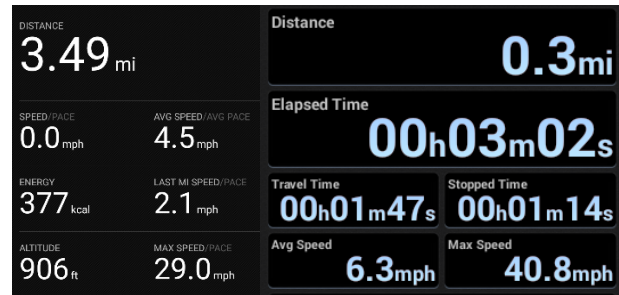 DISTANCE
3.49 mi
SPEED/PACE
0.0 mph
AVG SPEED/AVG PACE
4.5 mph
ENERGY
377 kcal
LAST MI SPEED/PACE
2.1 mph
ALTITUDE
906 ft
MAX SPEED/PACE
29.0 mph
Distance
0.3mi
Elapsed Time
00h03m02s
Travel Time
00h01m47s
Stopped Time
00h01m14s
Avg Speed
6.3mph
Max Speed
40.8mph